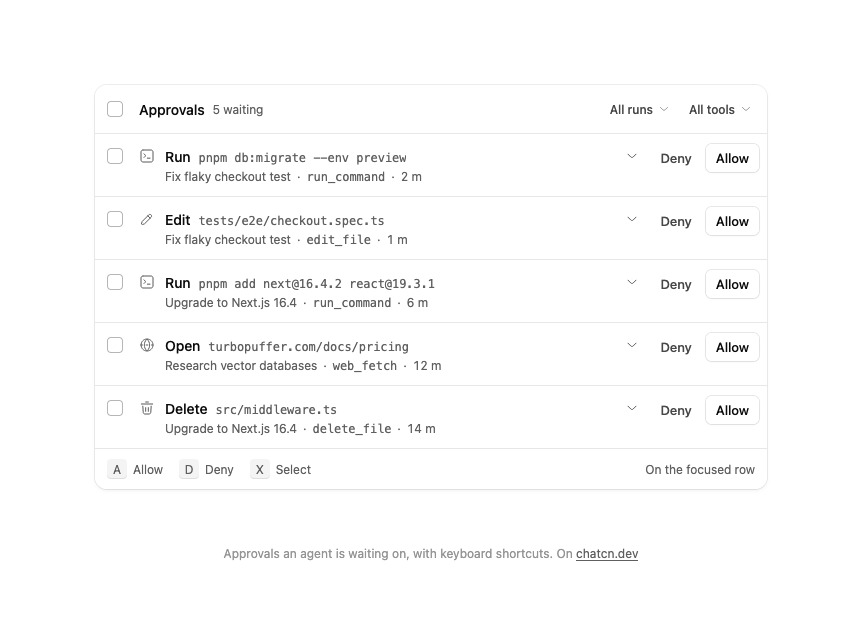 Approvals 5 waiting All runs All tools
Run pnpm db:migrate --env preview Deny Allow
Fix flaky checkout test · run_command · 2 m
Edit tests/e2e/checkout.spec.ts Deny Allow
Fix flaky checkout test · edit_file · 1 m
Run pnpm add next@16.4.2 react@19.3.1 Deny Allow
Upgrade to Next.js 16.4 · run_command · 6 m
Open turbopuffer.com/docs/pricing Deny Allow
Research vector databases · web_fetch · 12 m
Delete src/middleware.ts Deny Allow
Upgrade to Next.js 16.4 · delete_file · 14 m
A Allow D Deny X Select On the focused row
Approvals an agent is waiting on, with keyboard shortcuts. On chatcn.dev